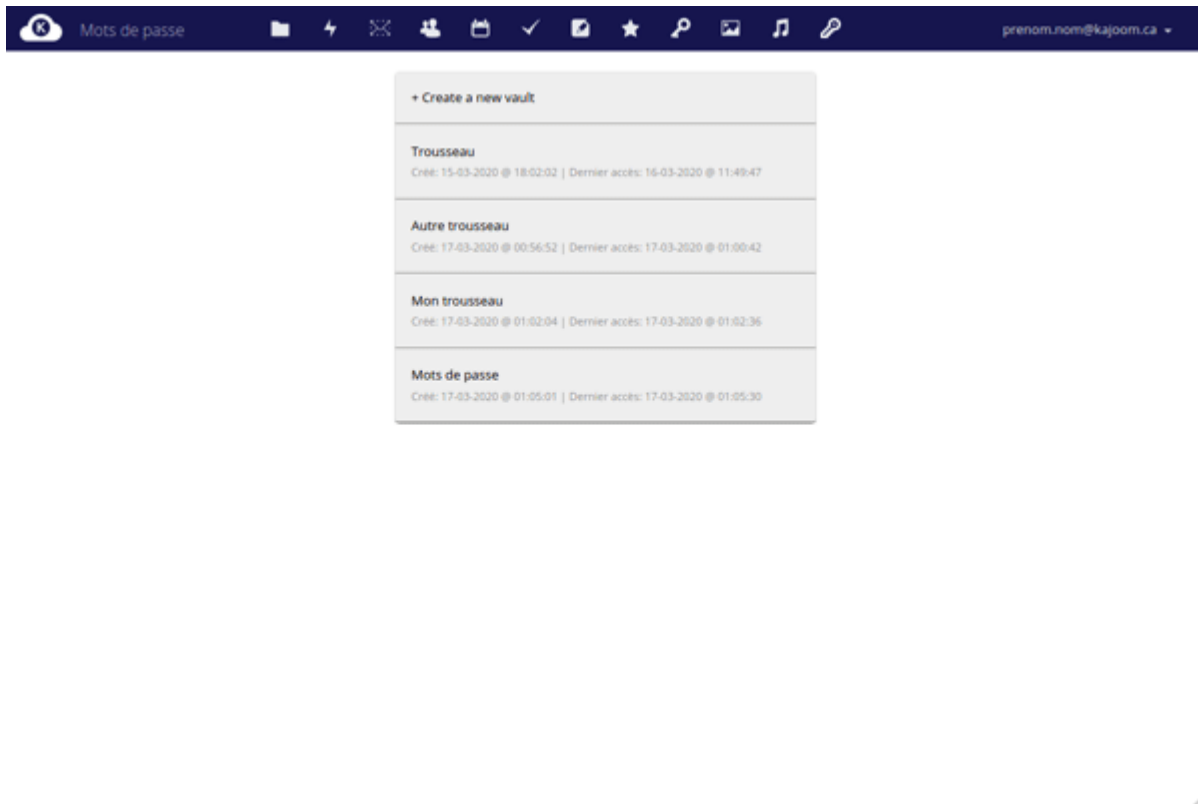 K
Mots de passe
prenom.nom@kajoom.ca
+ Create a new vault
Trousseau
Créé: 15-03-2020 @ 18:02:02 | Dernier accès: 16-03-2020 @ 11:49:47
Autre trousseau
Créé: 17-03-2020 @ 00:56:52 | Dernier accès: 17-03-2020 @ 01:00:42
Mon trousseau
Créé: 17-03-2020 @ 01:02:04 | Dernier accès: 17-03-2020 @ 01:02:36
Mots de passe
Créé: 17-03-2020 @ 01:05:01 | Dernier accès: 17-03-2020 @ 01:05:30